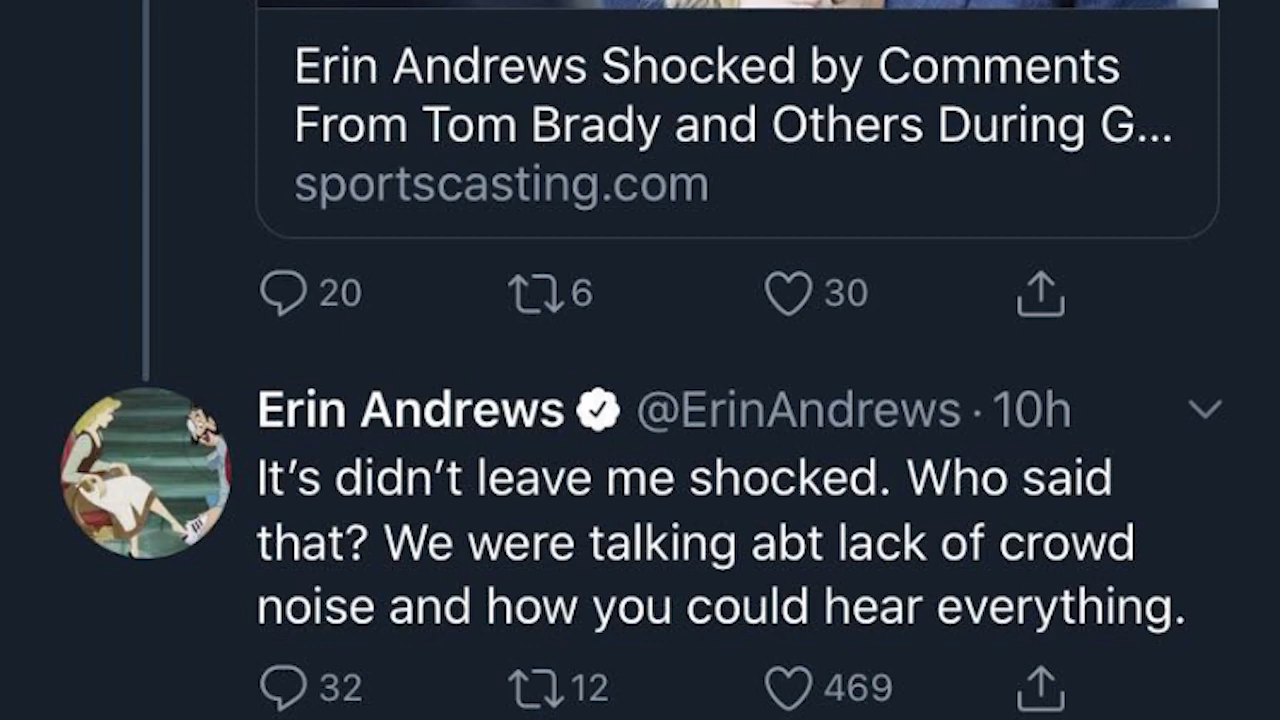 Erin Andrews Shocked by Comments
From Tom Brady and Others During G...
sportscasting.com
20 6 30
Erin Andrews @ErinAndrews · 10h
It’s didn’t leave me shocked. Who said
that? We were talking abt lack of crowd
noise and how you could hear everything.
32 12 469